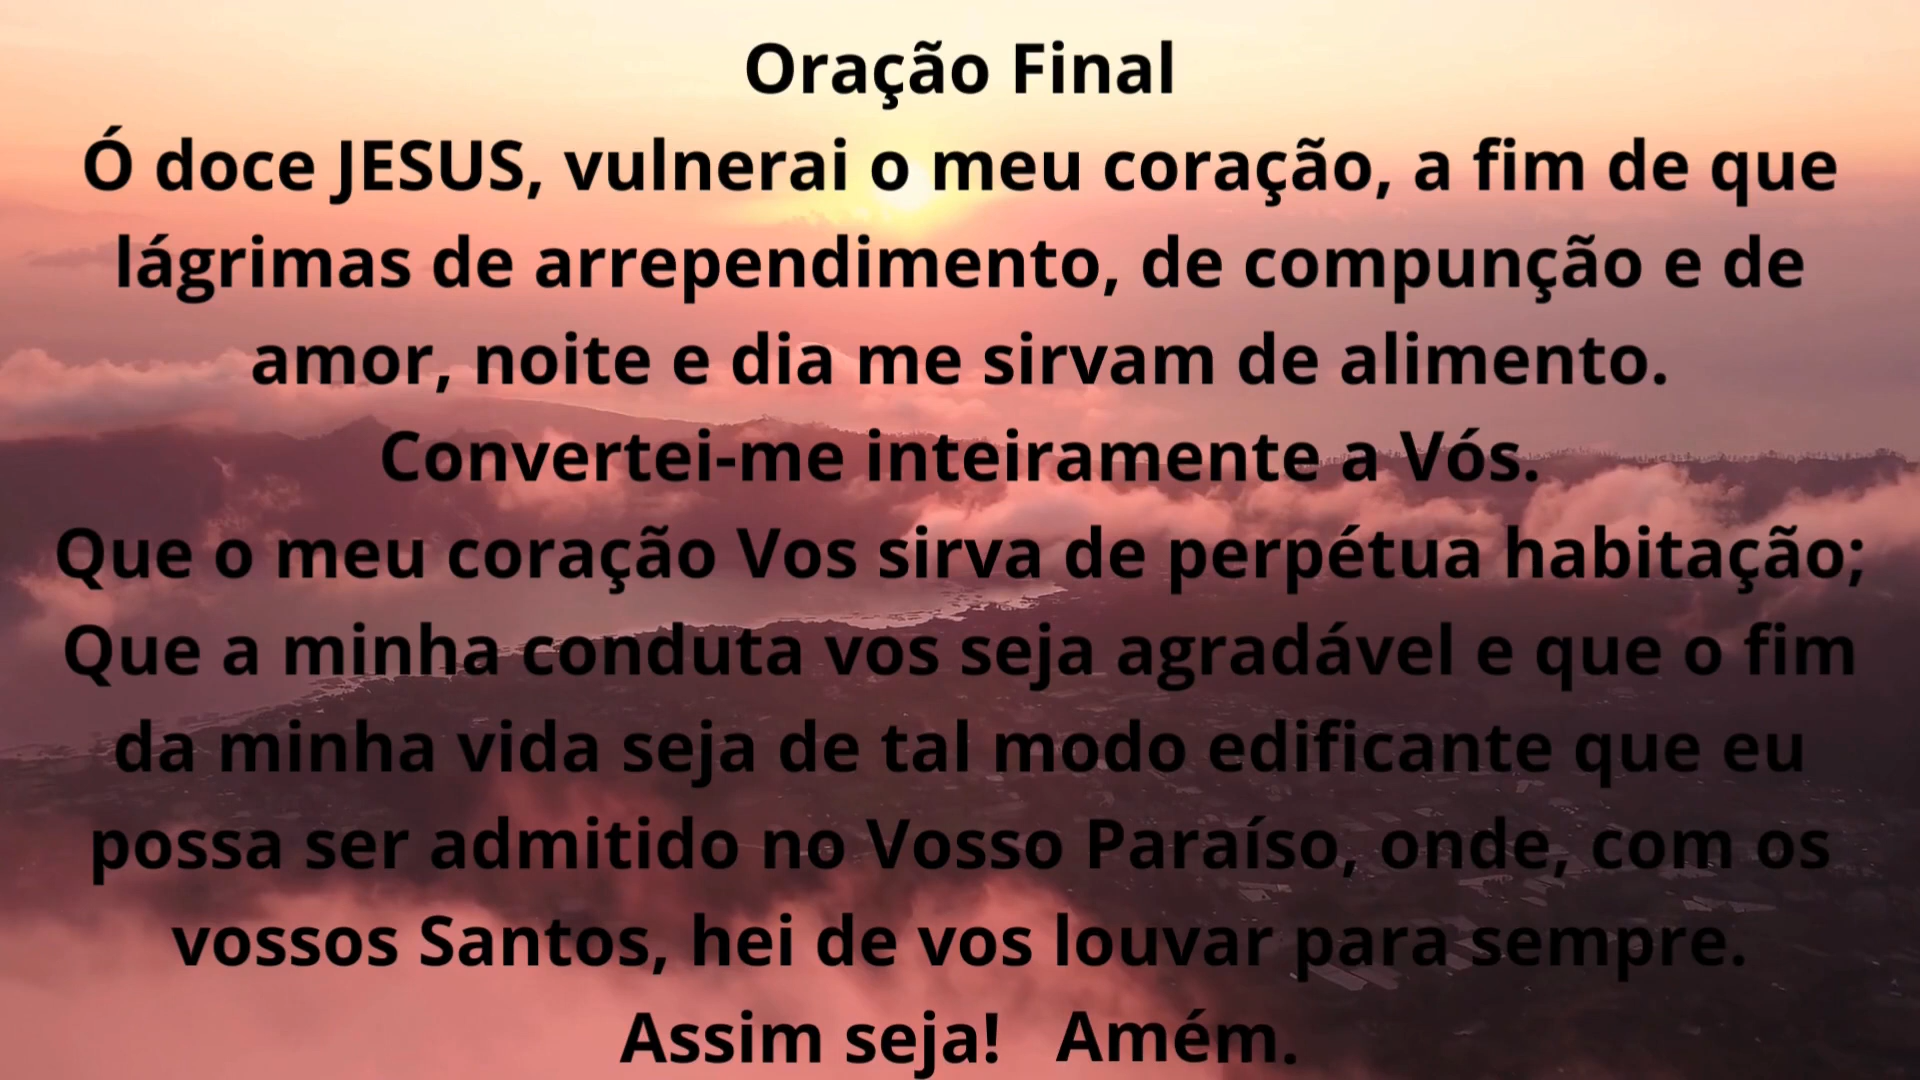 Oração Final
Ó doce JESUS, vulnerai o meu coração, a fim de que
lágrimas de arrependimento, de compunção e de
amor, noite e dia me sirvam de alimento.
Convertei-me inteiramente a Vós.
Que o meu coração Vos sirva de perpétua habitação;
Que a minha conduta vos seja agradável e que o fim
da minha vida seja de tal modo edificante que eu
possa ser admitido no Vosso Paraíso, onde, com os
vossos Santos, hei de vos louvar para sempre.
Assim seja!   Amém.